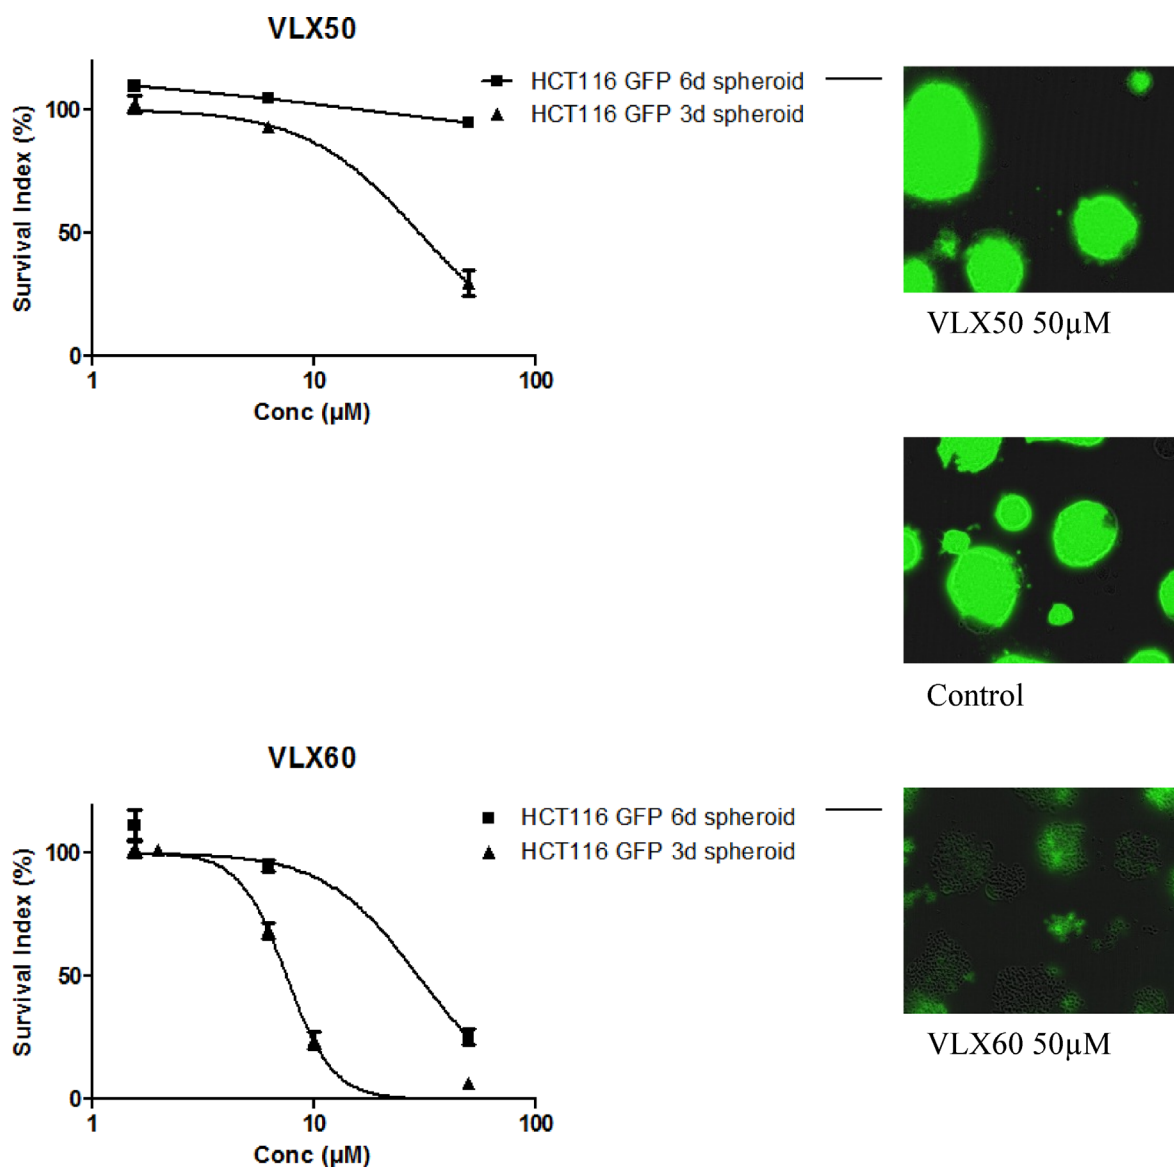 VLX50
HCT116 GFP 6d spheroid
HCT116 GFP 3d spheroid
Survival Index (%)
100
50
0
1
10
100
Conc (µM)
VLX50 50µM
Control
VLX60
HCT116 GFP 6d spheroid
HCT116 GFP 3d spheroid
Survival Index (%)
100
50
0
1
10
100
Conc (µM)
VLX60 50µM